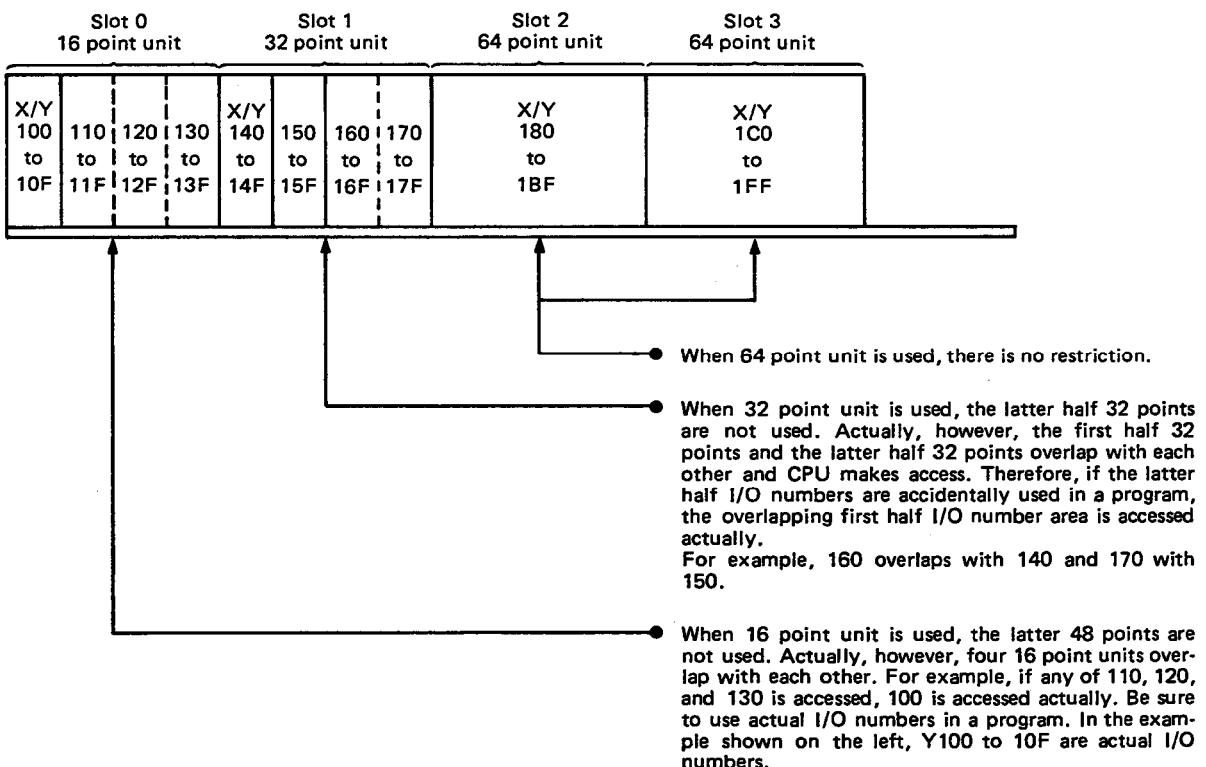 Slot 0 Slot 1 Slot 2 Slot 3
16 point unit 32 point unit 64 point unit 64 point unit
X/Y X/Y X/Y X/Y
100 110 120 130 140 150 160 170 180 1C0
to to to to to to to to to to
10F 11F 12F 13F 14F 15F 16F 17F 1BF 1FF
When 64 point unit is used, there is no restriction.
When 32 point unit is used, the latter half 32 points
are not used. Actually, however, the first half 32
points and the latter half 32 points overlap with each
other and CPU makes access. Therefore, if the latter
half I/O numbers are accidentally used in a program,
the overlapping first half I/O number area is accessed
actually.
For example, 160 overlaps with 140 and 170 with
150.
When 16 point unit is used, the latter 48 points are
not used. Actually, however, four 16 point units over-
lap with each other. For example, if any of 110, 120,
and 130 is accessed, 100 is accessed actually. Be sure
to use actual I/O numbers in a program. In the exam-
ple shown on the left, Y100 to 10F are actual I/O
numbers.